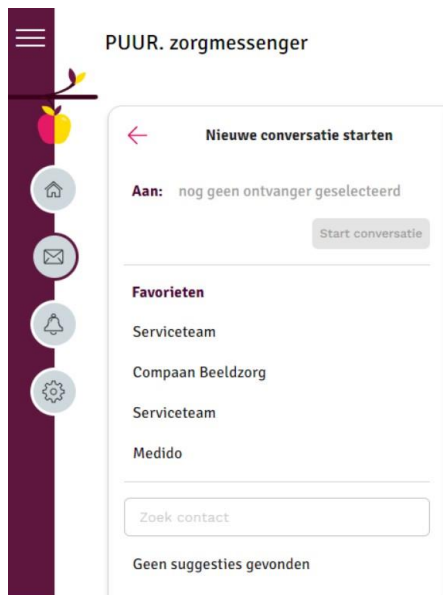 PUUR. zorgmessenger
Nieuwe conversatie starten
Aan: nog geen ontvanger geselecteerd
Start conversatie
Favorieten
Serviceteam
Compaan Beeldzorg
Serviceteam
Medido
Zoek contact
Geen suggesties gevonden